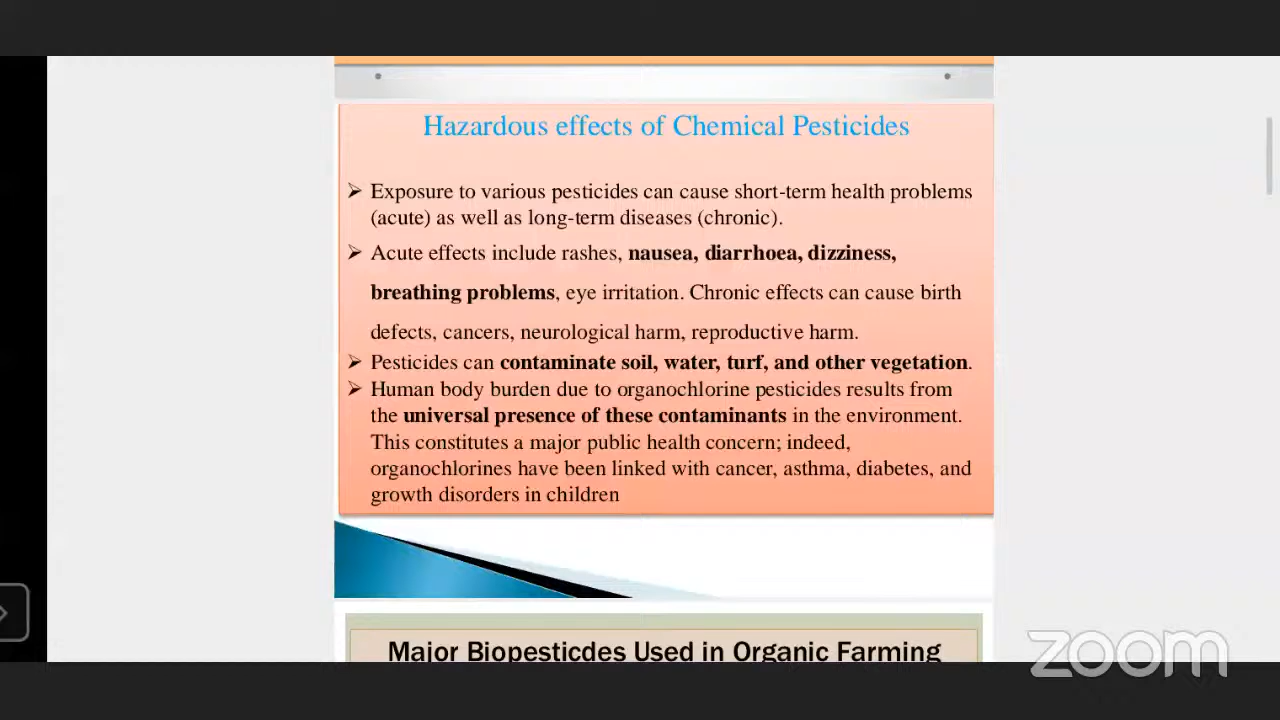 Hazardous effects of Chemical Pesticides
➢ Exposure to various pesticides can cause short-term health problems
(acute) as well as long-term diseases (chronic).
➢ Acute effects include rashes, nausea, diarrhoea, dizziness,
breathing problems, eye irritation. Chronic effects can cause birth
defects, cancers, neurological harm, reproductive harm.
➢ Pesticides can contaminate soil, water, turf, and other vegetation.
➢ Human body burden due to organochlorine pesticides results from
the universal presence of these contaminants in the environment.
This constitutes a major public health concern; indeed,
organochlorines have been linked with cancer, asthma, diabetes, and
growth disorders in children
Major Biopesticdes Used in Organic Farming
zoom